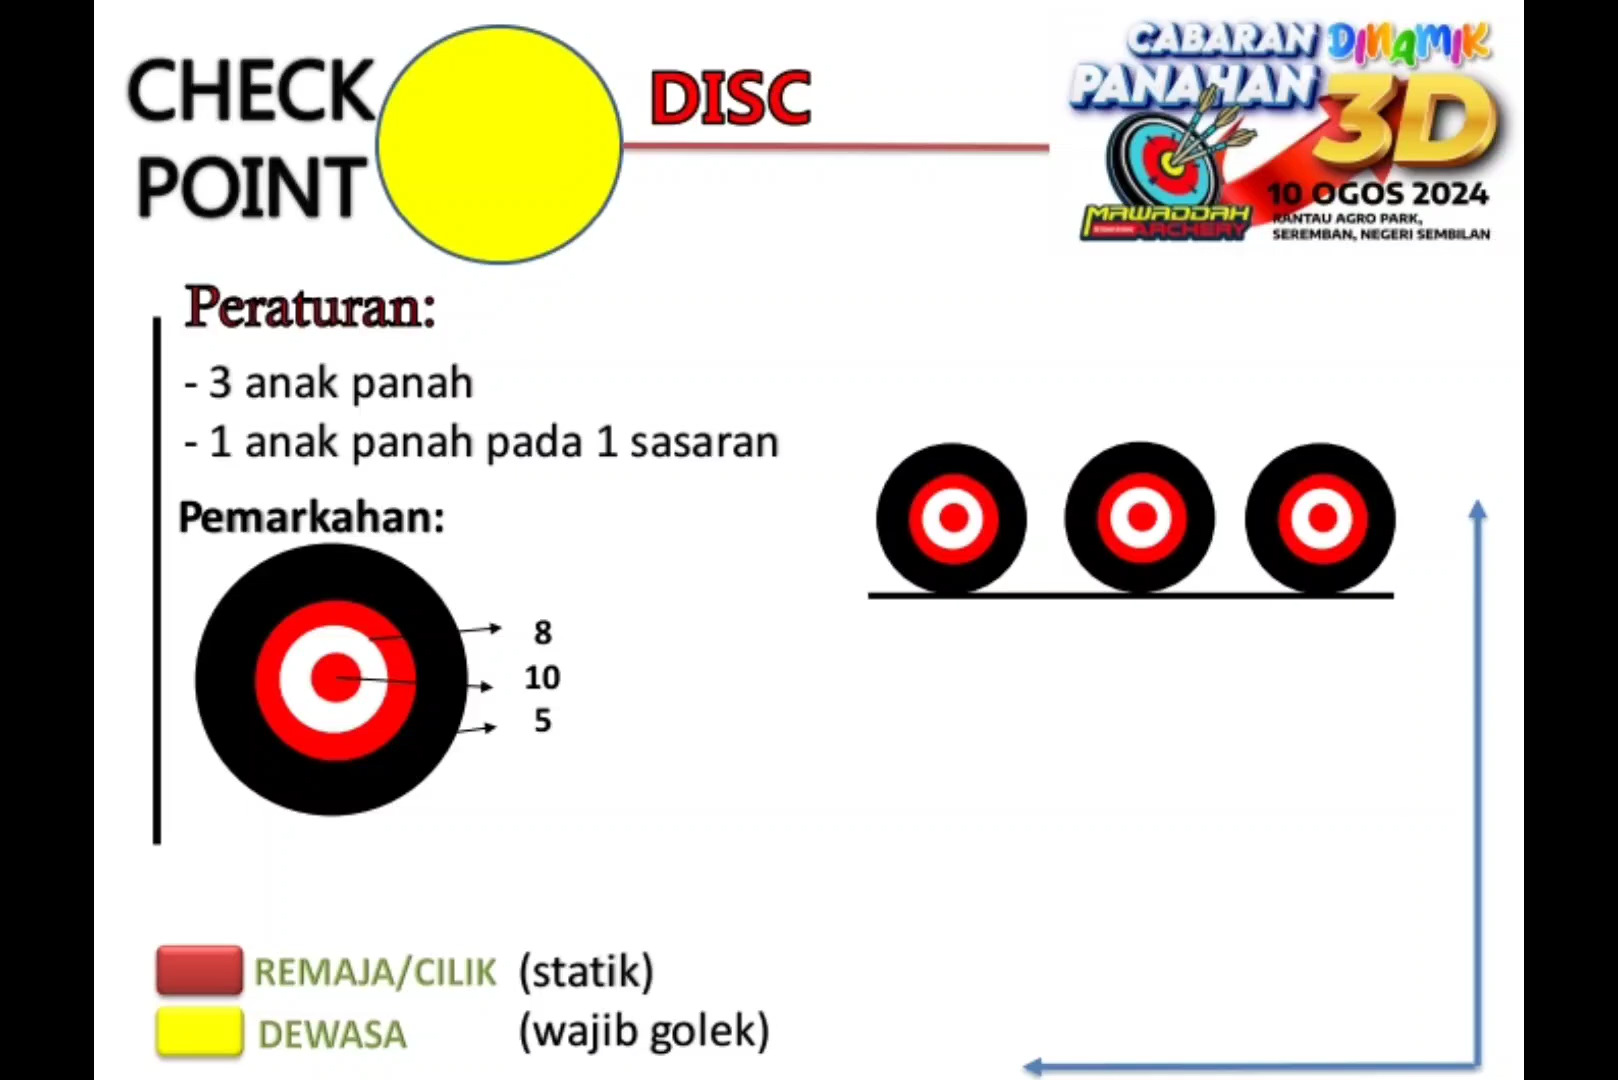 CHECK
POINT
DISC
CABARAN DINAMIK
PANAHAN 3D
MAWADDAH
ARCHERY
10 OGOS 2024
RANTAU AGRO PARK,
SEREMBAN, NEGERI SEMBILAN
Peraturan:
- 3 anak panah
- 1 anak panah pada 1 sasaran
Pemarkahan:
8
10
5
REMAJA/CILIK (statik)
DEWASA (wajib golek)